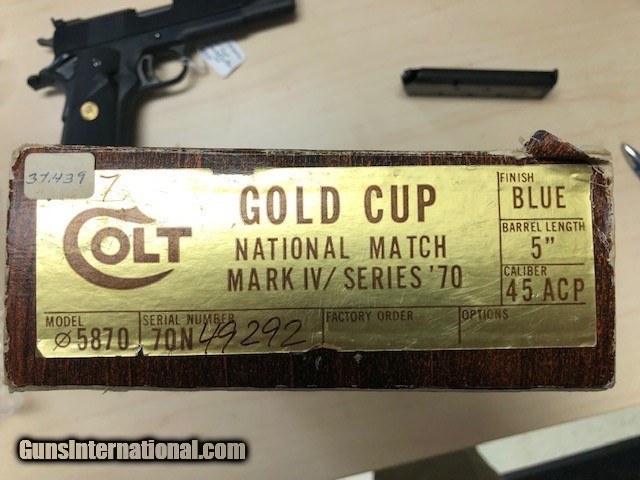 37.439
7
COLT
GOLD CUP
NATIONAL MATCH
MARK IV/SERIES '70
FINISH
BLUE
BARREL LENGTH
5"
CALIBER
45 ACP
MODEL
Ø5870
SERIAL NUMBER
70N49292
FACTORY ORDER
OPTIONS
GunsInternational.com